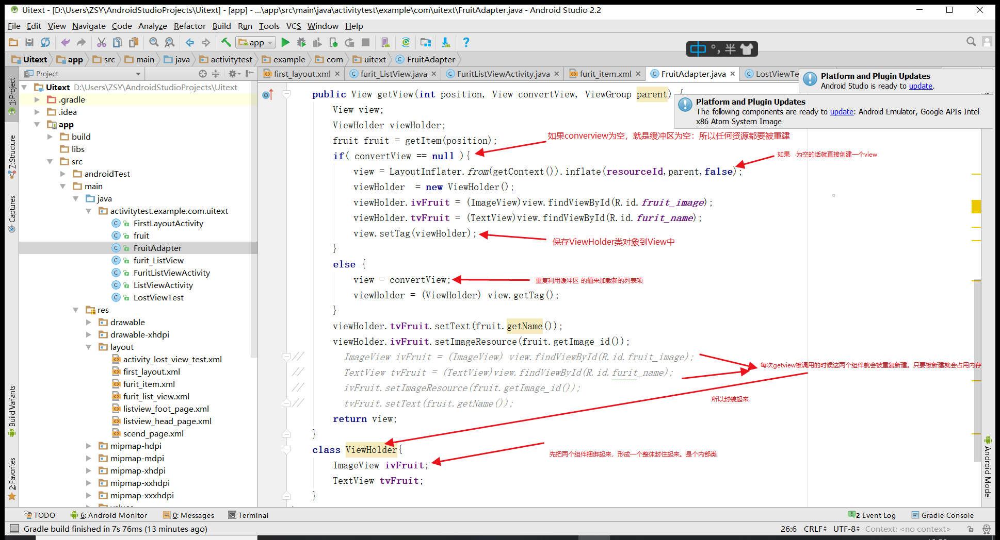 Uitext - [D:\Users\ZSY\AndroidStudioProjects\Uitext] - [app] - ...\app\src\main\java\activitytest\example\com\uitext\FruitAdapter.java - Android Studio 2.2
File Edit View Navigate Code Analyze Refactor Build Run Tools VCS Window Help
app
中 °, 半
Uitext app src main java activitytest example com uitext FruitAdapter
Project
first_layout.xml furit_ListView.java FuritListViewActivity.java furit_item.xml FruitAdapter.java LostViewTe
Platform and Plugin Updates
Android Studio is ready to update.
Platform and Plugin Updates
The following components are ready to update: Android Emulator, Google APIs Intel
x86 Atom System Image
1: Project
Z: Structure
Captures
Build Variants
2: Favorites
Uitext D:\Users\ZSY\AndroidStudioProjects\Uitext
.gradle
.idea
app
build
libs
src
androidTest
main
java
activitytest.example.com.uitext
FirstLayoutActivity
fruit
FruitAdapter
furit_ListView
FuritListViewActivity
ListViewActivity
LostViewTest
res
drawable
drawable-xhdpi
layout
activity_lost_view_test.xml
first_layout.xml
furit_item.xml
furit_list_view.xml
listview_foot_page.xml
listview_head_page.xml
scend_page.xml
mipmap-hdpi
mipmap-mdpi
mipmap-xhdpi
mipmap-xxhdpi
mipmap-xxxhdpi
values
public View getView(int position, View convertView, ViewGroup parent) {
View view;
ViewHolder viewHolder;
fruit fruit = getItem(position);
如果converview为空，就是缓冲区为空：所以任何资源都要被重建
if( convertView == null ){
如果 为空的话就直接创建一个view
view = LayoutInflater.from(getContext()).inflate(resourceId,parent,false);
viewHolder = new ViewHolder();
viewHolder.ivFruit = (ImageView)view.findViewById(R.id.fruit_image);
viewHolder.tvFruit = (TextView)view.findViewById(R.id.furit_name);
view.setTag(viewHolder);
保存ViewHolder类对象到View中
}
else {
view = convertView;
重复利用缓冲区 的值来加载新的列表项
viewHolder = (ViewHolder) view.getTag();
}
viewHolder.tvFruit.setText(fruit.getName());
viewHolder.ivFruit.setImageResource(fruit.getImage_id());
// ImageView ivFruit = (ImageView) view.findViewById(R.id.fruit_image);
每次getview被调用的时候这两个组件就会被重复新建。只要被新建就会占用内存
// TextView tvFruit = (TextView)view.findViewById(R.id.furit_name);
// ivFruit.setImageResource(fruit.getImage_id());
所以封装起来
// tvFruit.setText(fruit.getName());
return view;
}
class ViewHolder{
先把两个组件捆绑起来，形成一个整体封住起来。是个内部类
ImageView ivFruit;
TextView tvFruit;
}
Android Model
TODO 6: Android Monitor 0: Messages Terminal 2 Event Log Gradle Console
Gradle build finished in 7s 76ms (13 minutes ago) 26:6 CRLF UTF-8 Context: <no context>